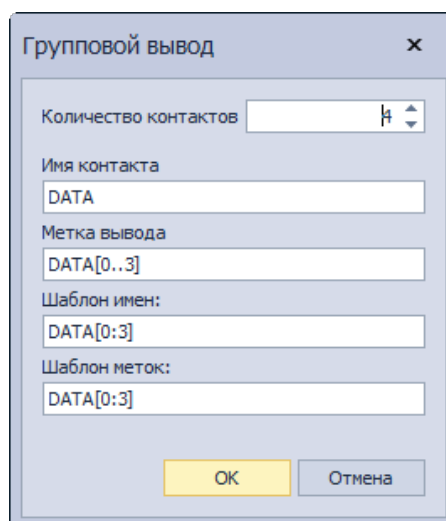 Групповой вывод
Количество контактов 4
Имя контакта
DATA
Метка вывода
DATA[0..3]
Шаблон имен:
DATA[0:3]
Шаблон меток:
DATA[0:3]
OK Отмена